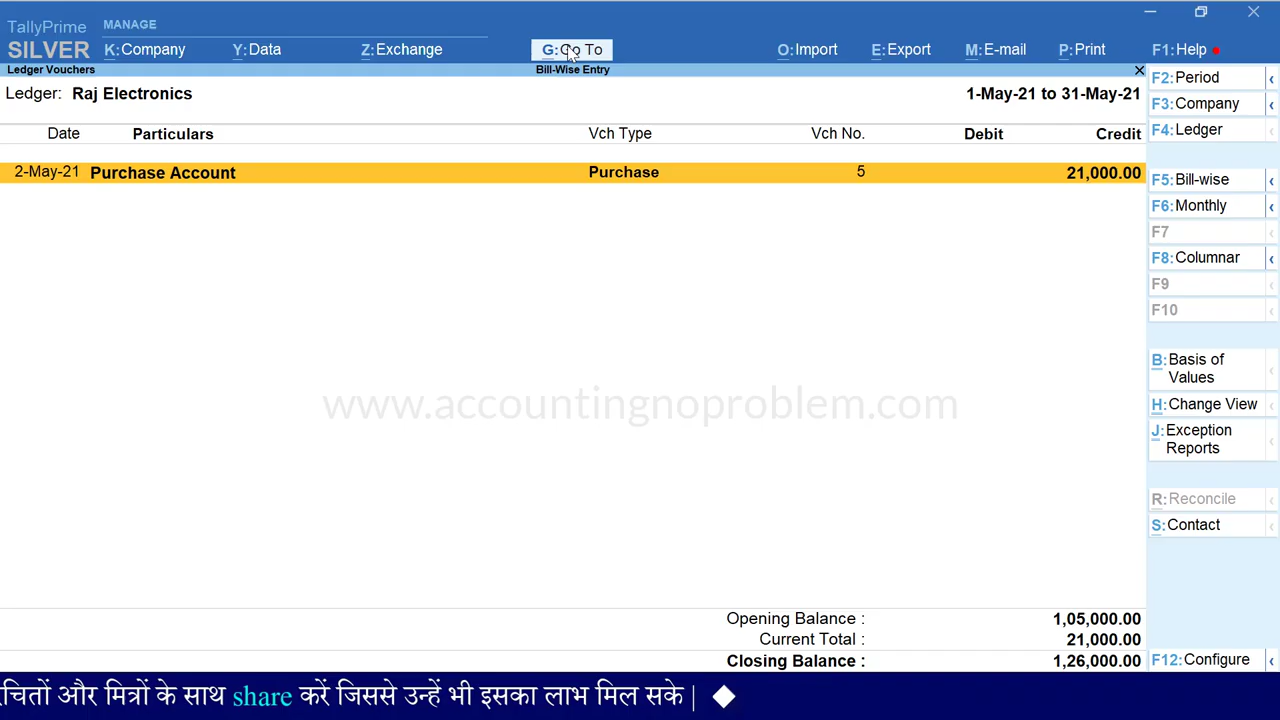 TallyPrime
MANAGE
SILVER
K:Company Y:Data Z:Exchange G:Go To O:Import E:Export M:E-mail P:Print F1:Help
Ledger Vouchers Bill-Wise Entry
Ledger: Raj Electronics 1-May-21 to 31-May-21
Date Particulars Vch Type Vch No. Debit Credit
2-May-21 Purchase Account Purchase 5 21,000.00
Opening Balance : 1,05,000.00
Current Total : 21,000.00
Closing Balance : 1,26,000.00
F2:Period
F3:Company
F4:Ledger
F5:Bill-wise
F6:Monthly
F7
F8:Columnar
F9
F10
B:Basis of
Values
H:Change View
J:Exception
Reports
R:Reconcile
S:Contact
F12:Configure
www.accountingnoproblem.com
चितों और मित्रों के साथ share करें जिससे उन्हें भी इसका लाभ मिल सके|